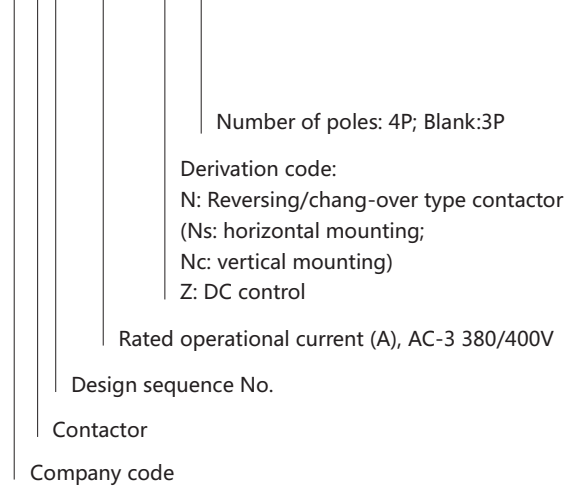 Number of poles: 4P; Blank:3P
Derivation code:
N: Reversing/chang-over type contactor
(Ns: horizontal mounting;
Nc: vertical mounting)
Z: DC control
Rated operational current (A), AC-3 380/400V
Design sequence No.
Contactor
Company code